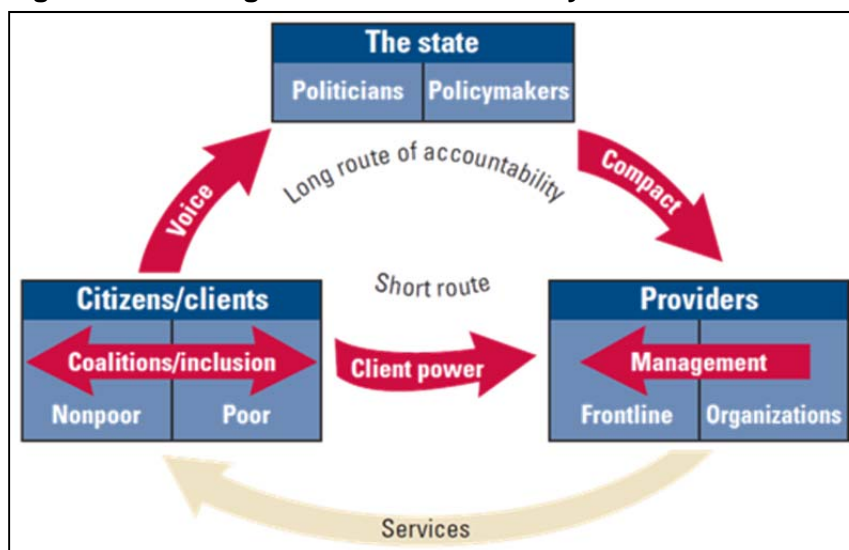 The state
Politicians
Policymakers
Long route of accountability
Voice
Compact
Short route
Citizens/clients
Providers
Coalitions/inclusion
Client power
Management
Nonpoor
Poor
Frontline
Organizations
Services